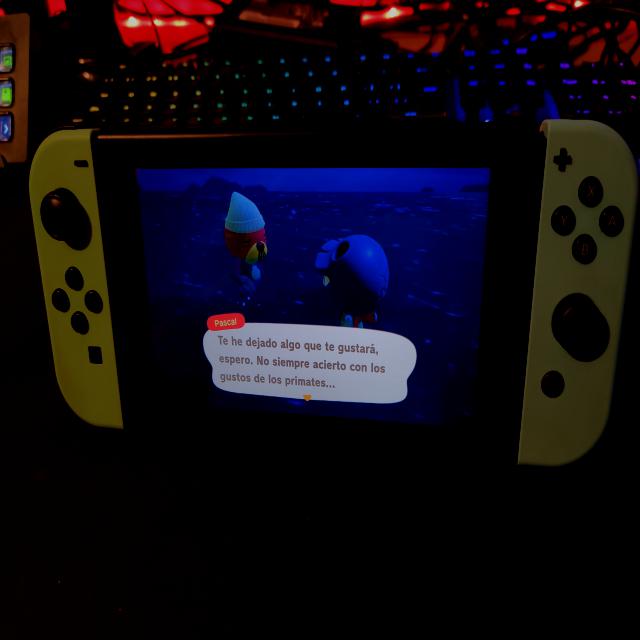 Pascal
Te he dejado algo que te gustará,
espero. No siempre acierto con los
gustos de los primates...